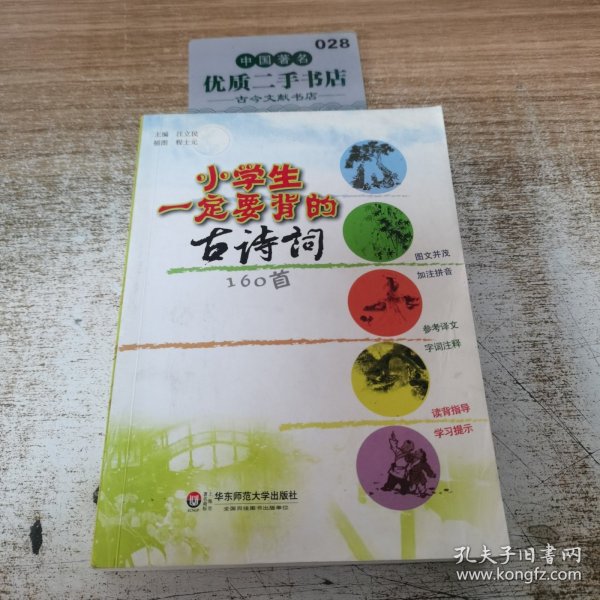 028
中国著名
优质二手书店
古今文献书店
主编 汪立民
插图 程士元
小学生
一定要背的
古诗词
160首
图文并茂
加注拼音
参考译文
字词注释
读背指导
学习提示
华东师范大学出版社
全国百佳图书出版单位
孔夫子旧书网
www.kongfz.com